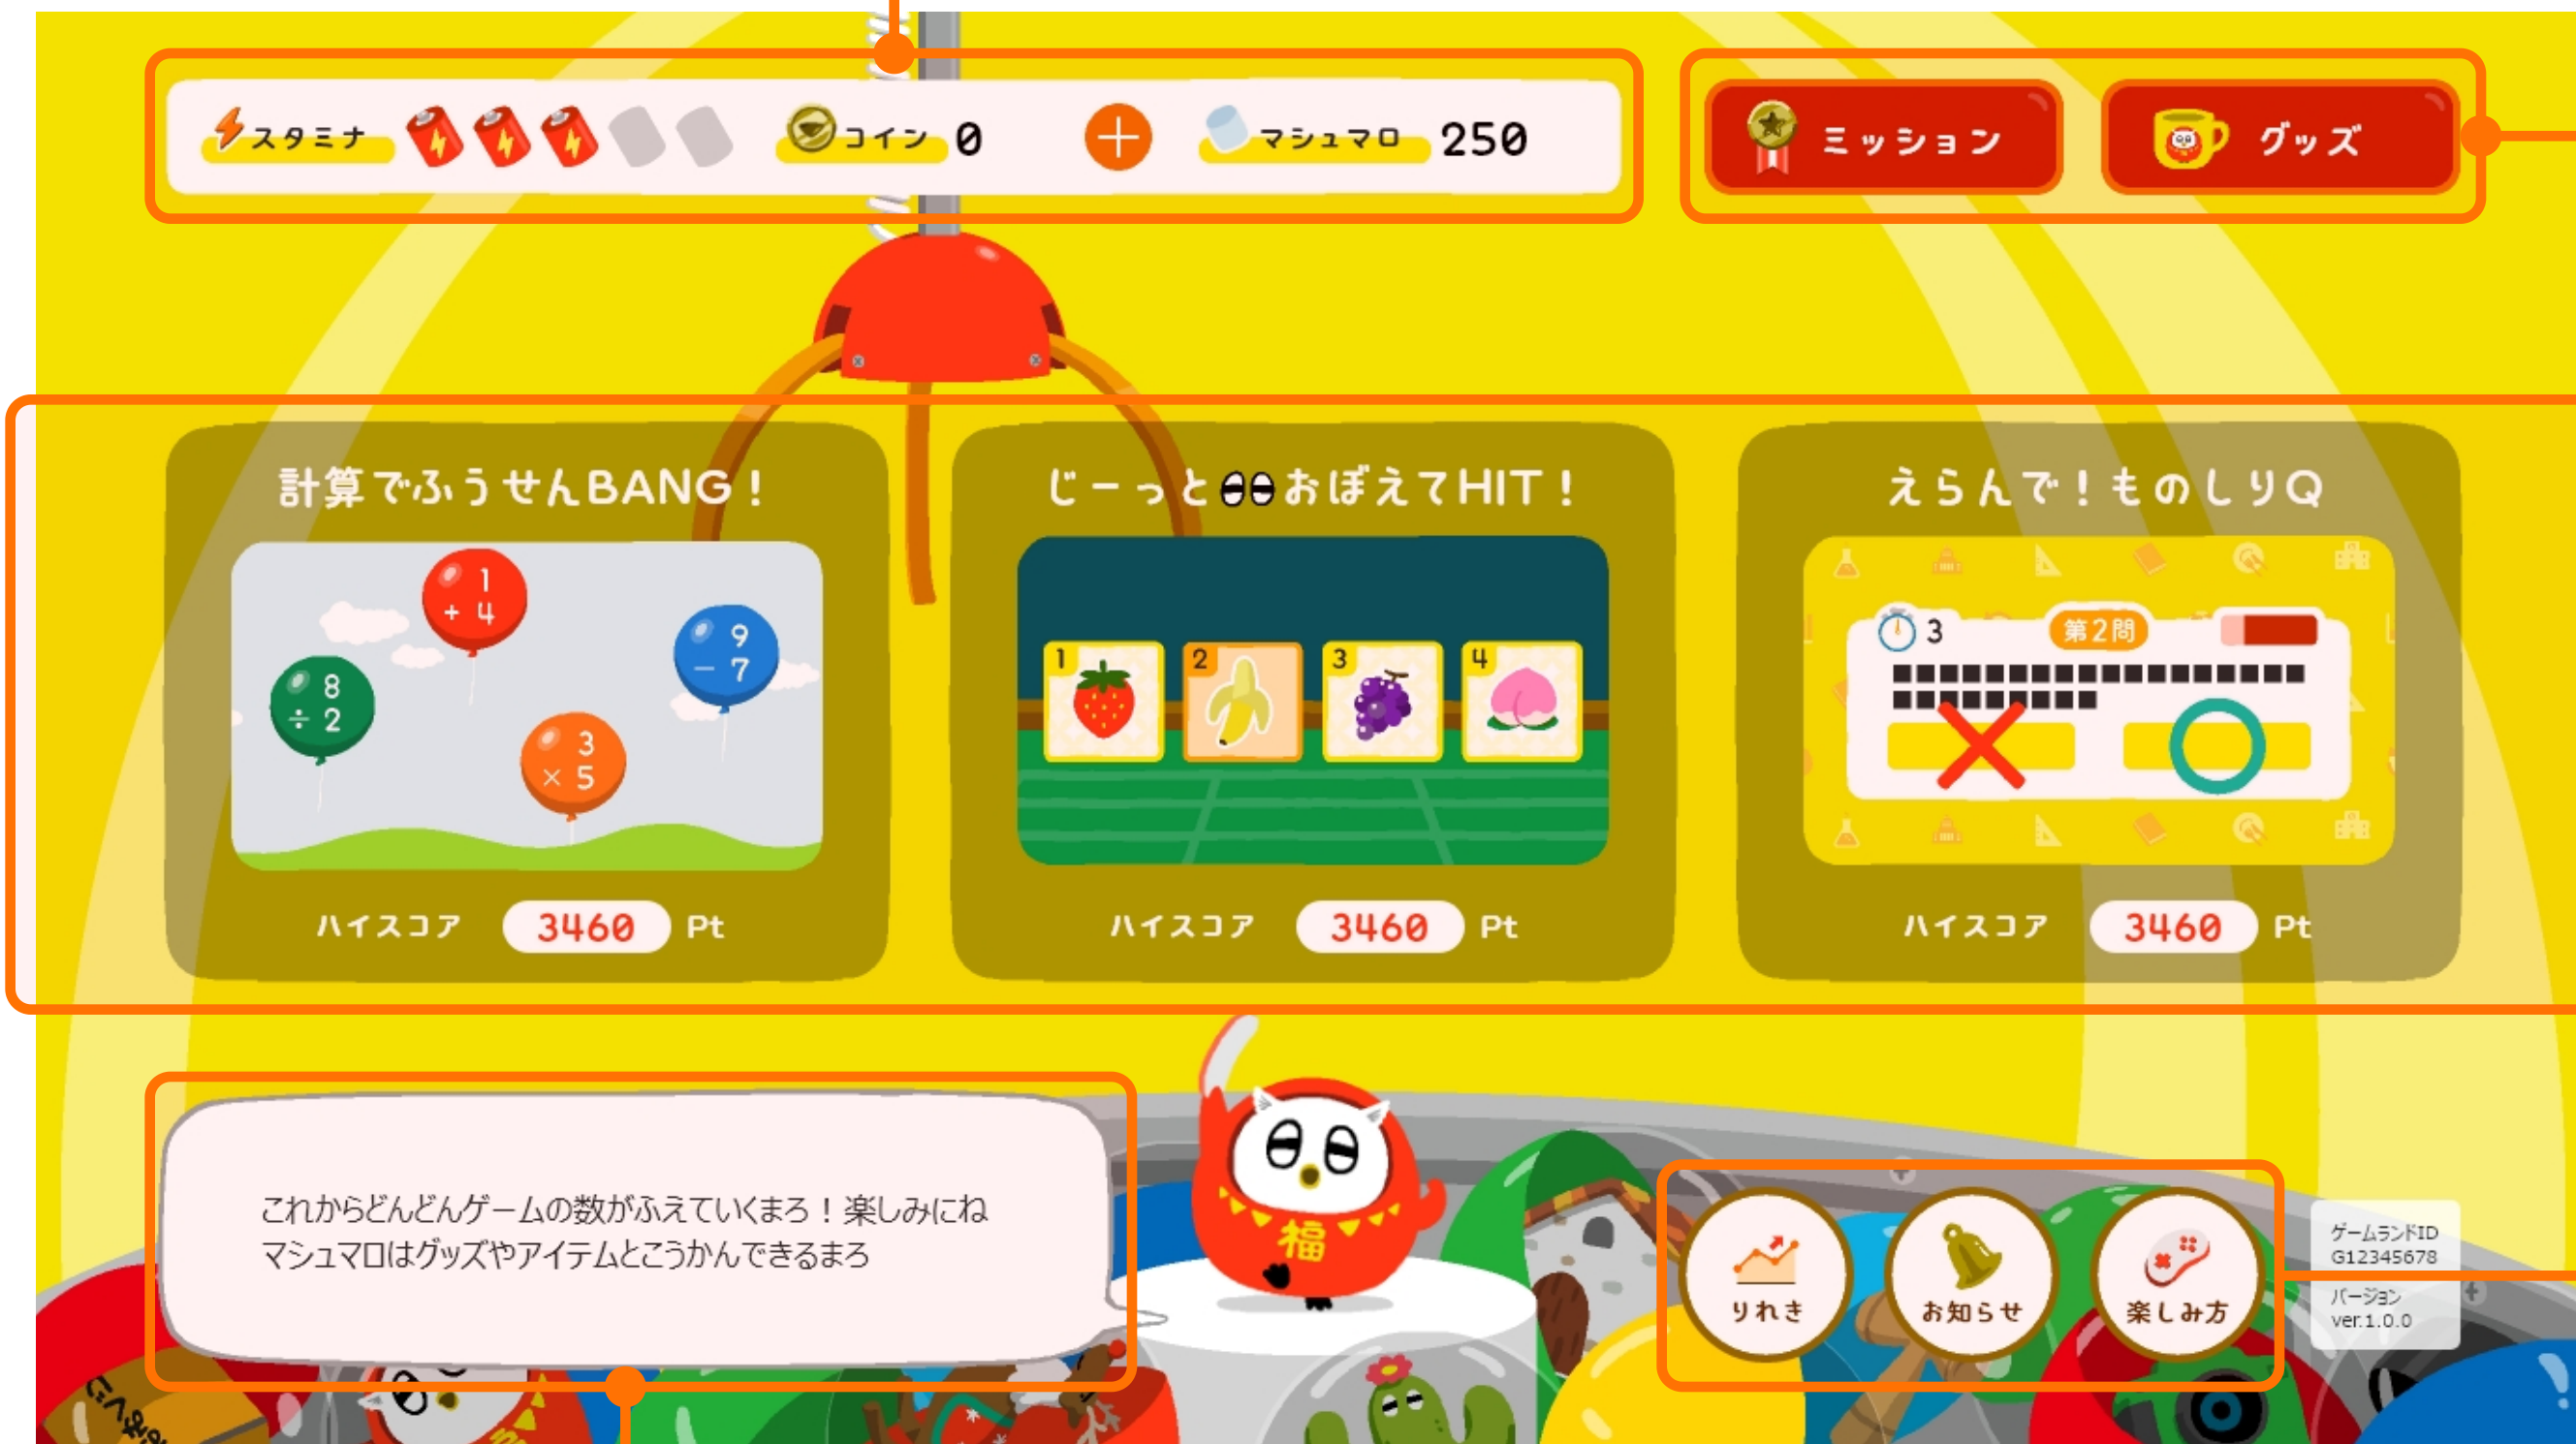 スタミナ コイン 0 マシュマロ 250
ミッション グッズ
計算でふうせんBANG!
1
+ 4
9
− 7
8
÷ 2
3
× 5
ハイスコア 3460 Pt
じーっとおぼえてHIT!
1 2 3 4
ハイスコア 3460 Pt
えらんで!ものしりQ
3 第2問
ハイスコア 3460 Pt
これからどんどんゲームの数がふえていくまろ!楽しみにね
マシュマロはグッズやアイテムとこうかんできるまろ
福
りれき お知らせ 楽しみ方
ゲームランドID
G12345678
バージョン
ver.1.0.0